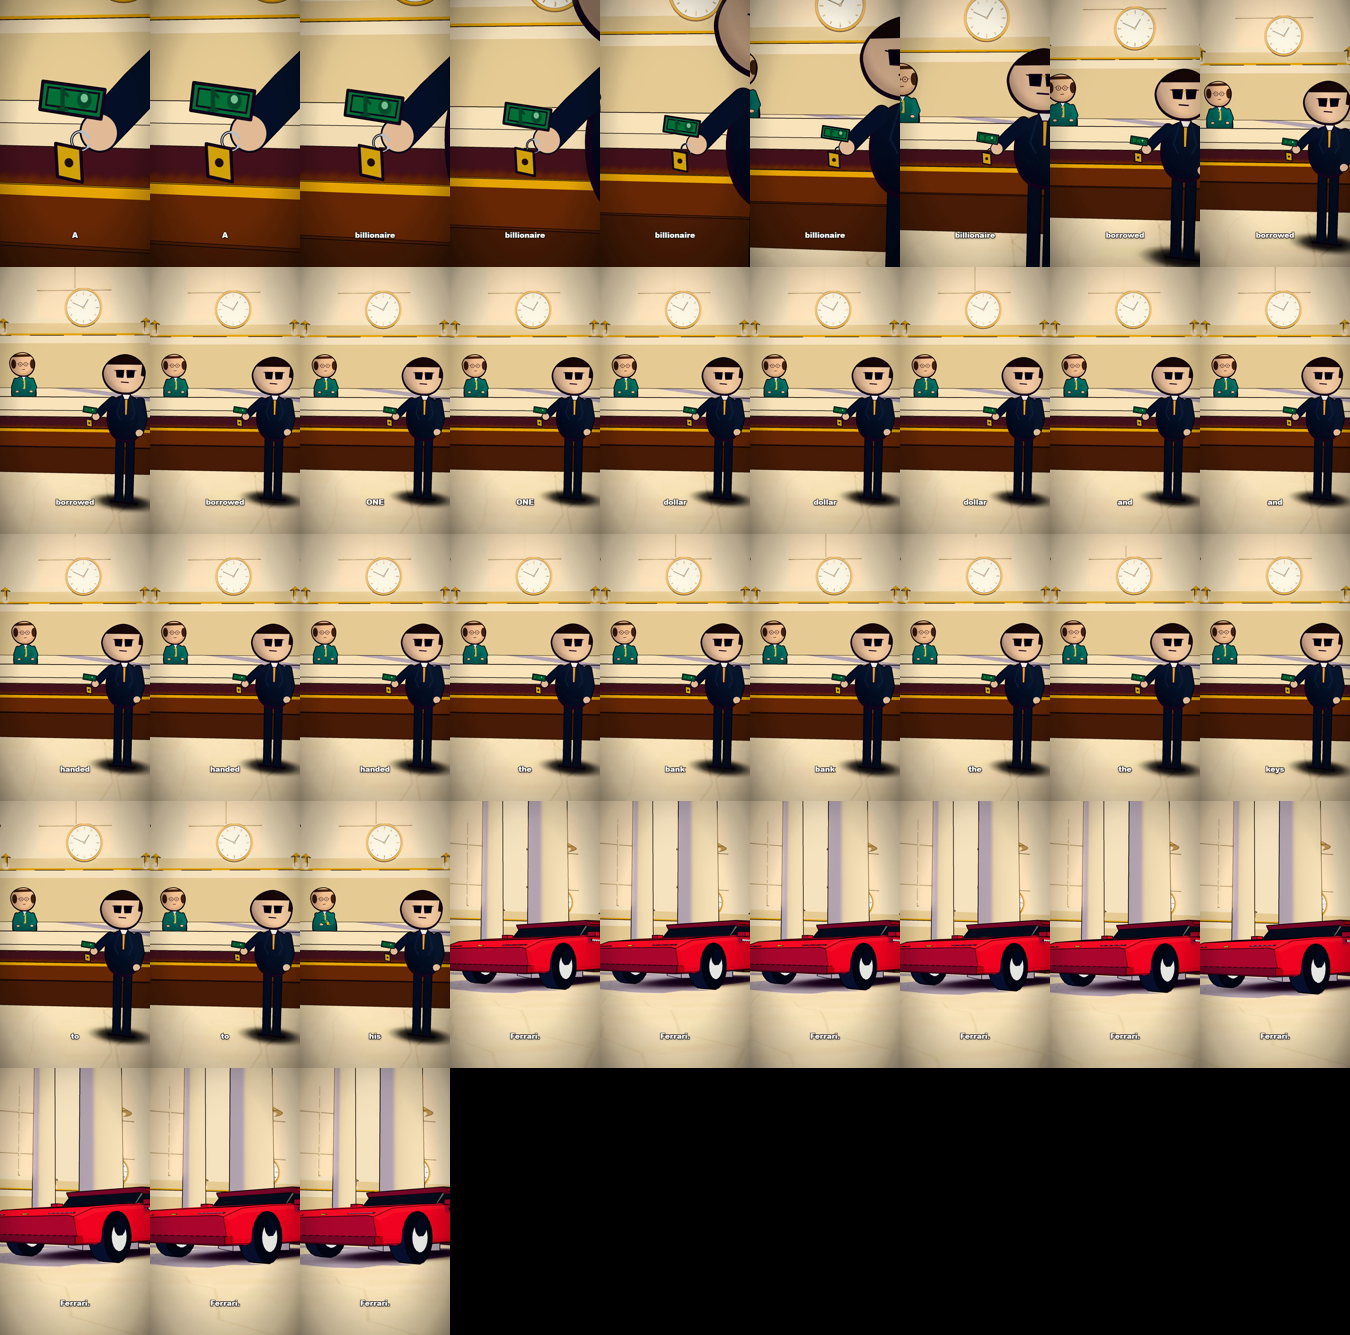 A
A
billionaire
billionaire
billionaire
billionaire
billionaire
borrowed
borrowed
borrowed
borrowed
ONE
ONE
dollar
dollar
dollar
and
and
handed
handed
handed
the
bank
bank
the
the
keys
to
to
his
Ferrari.
Ferrari.
Ferrari.
Ferrari.
Ferrari.
Ferrari.
Ferrari.
Ferrari.
Ferrari.